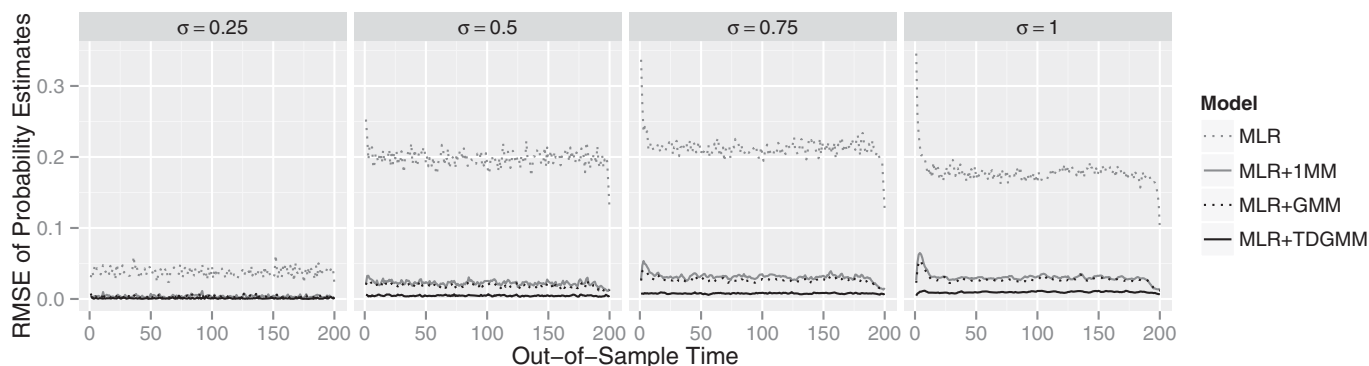 σ = 0.25
σ = 0.5
σ = 0.75
σ = 1
RMSE of Probability Estimates
0.3
0.2
0.1
0.0
0 50 100 150 200
0 50 100 150 200
0 50 100 150 200
0 50 100 150 200
Out−of−Sample Time
Model
MLR
MLR+1MM
MLR+GMM
MLR+TDGMM